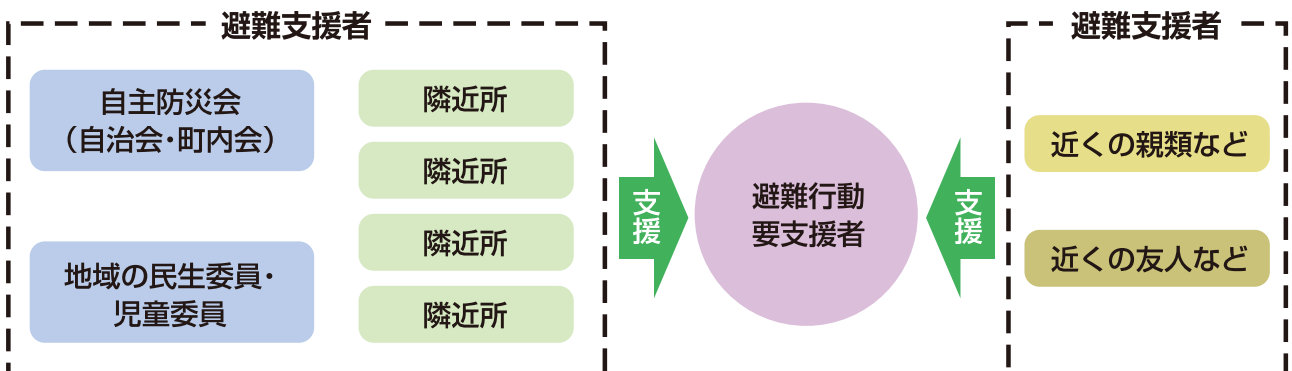 避難支援者
自主防災会
（自治会・町内会）
地域の民生委員・
児童委員
隣近所
隣近所
隣近所
隣近所
支援
避難行動
要支援者
支援
避難支援者
近くの親類など
近くの友人など